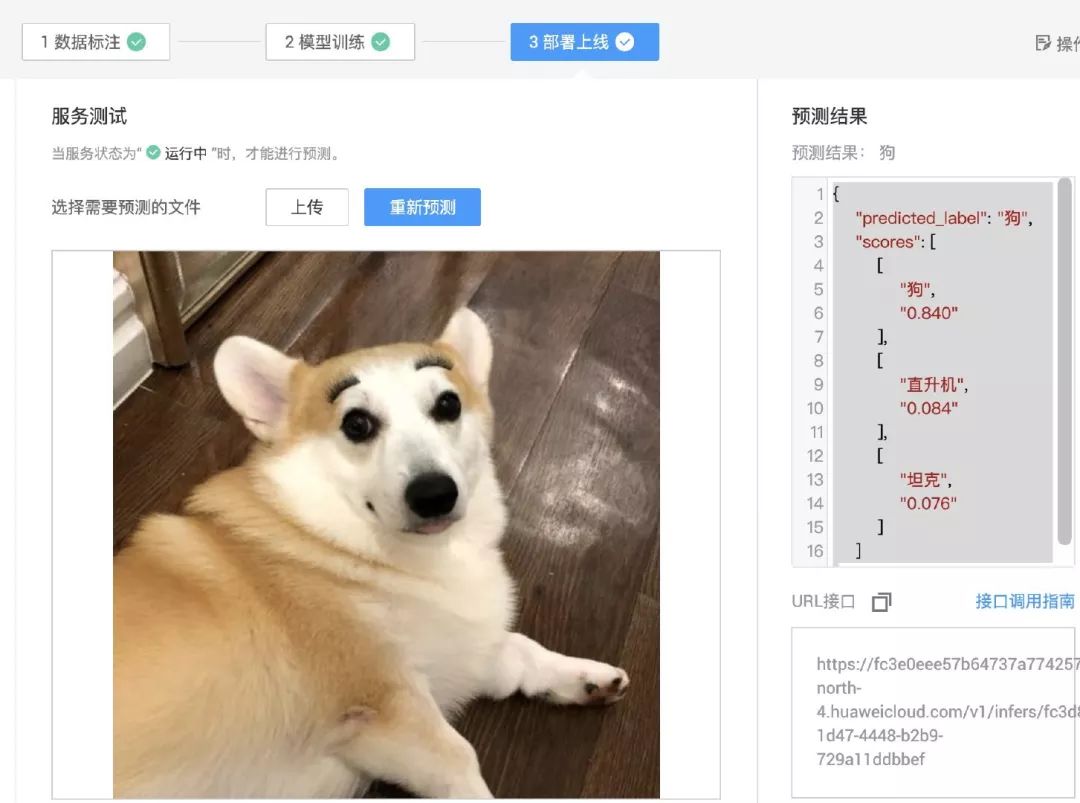 1 数据标注
2 模型训练
3 部署上线
操作
服务测试
当服务状态为“ 运行中 ”时，才能进行预测。
选择需要预测的文件
上传
重新预测
预测结果
预测结果： 狗
1 {
2 "predicted_label": "狗",
3 "scores": [
4 [
5 "狗",
6 "0.840"
7 ],
8 [
9 "直升机",
10 "0.084"
11 ],
12 [
13 "坦克",
14 "0.076"
15 ]
16 ]
URL接口
接口调用指南
https://fc3e0eee57b64737a774257
north-
4.huaweicloud.com/v1/infers/fc3d8
1d47-4448-b2b9-
729a11ddbbef